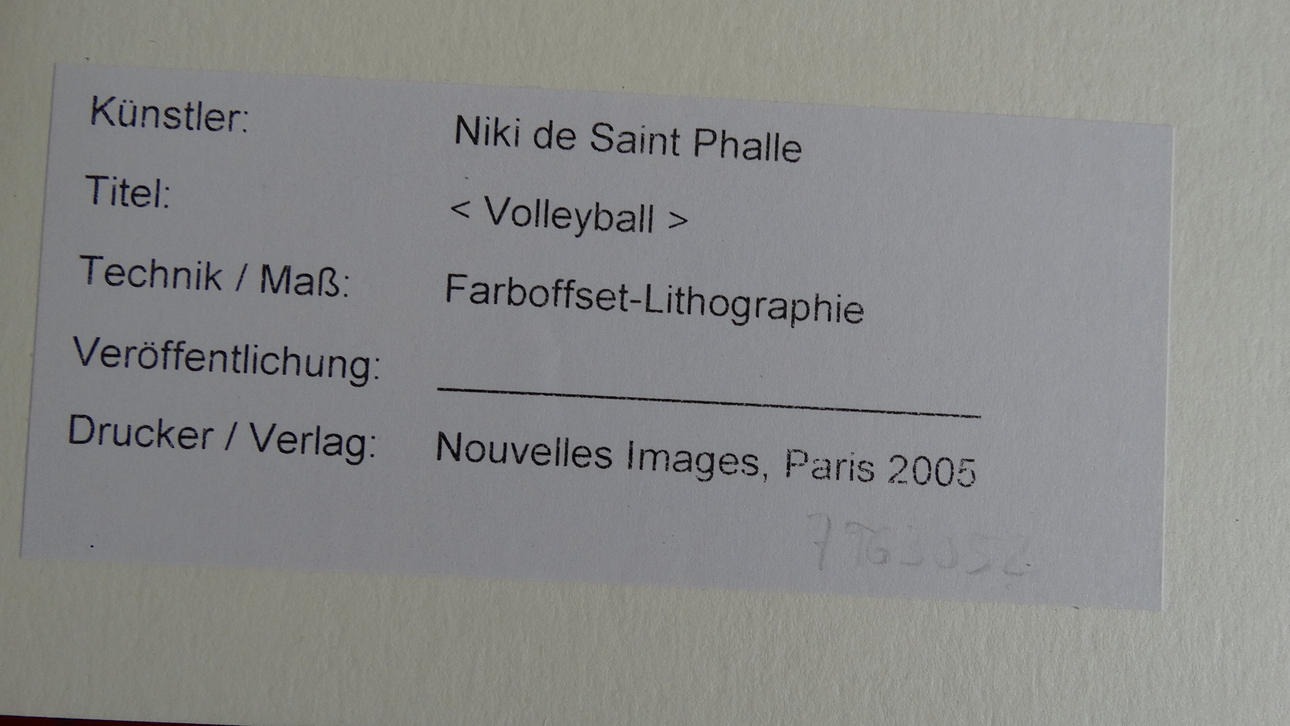 Künstler: Niki de Saint Phalle
Titel: < Volleyball >
Technik / Maß: Farboffset-Lithographie
Veröffentlichung:
Drucker / Verlag: Nouvelles Images, Paris 2005